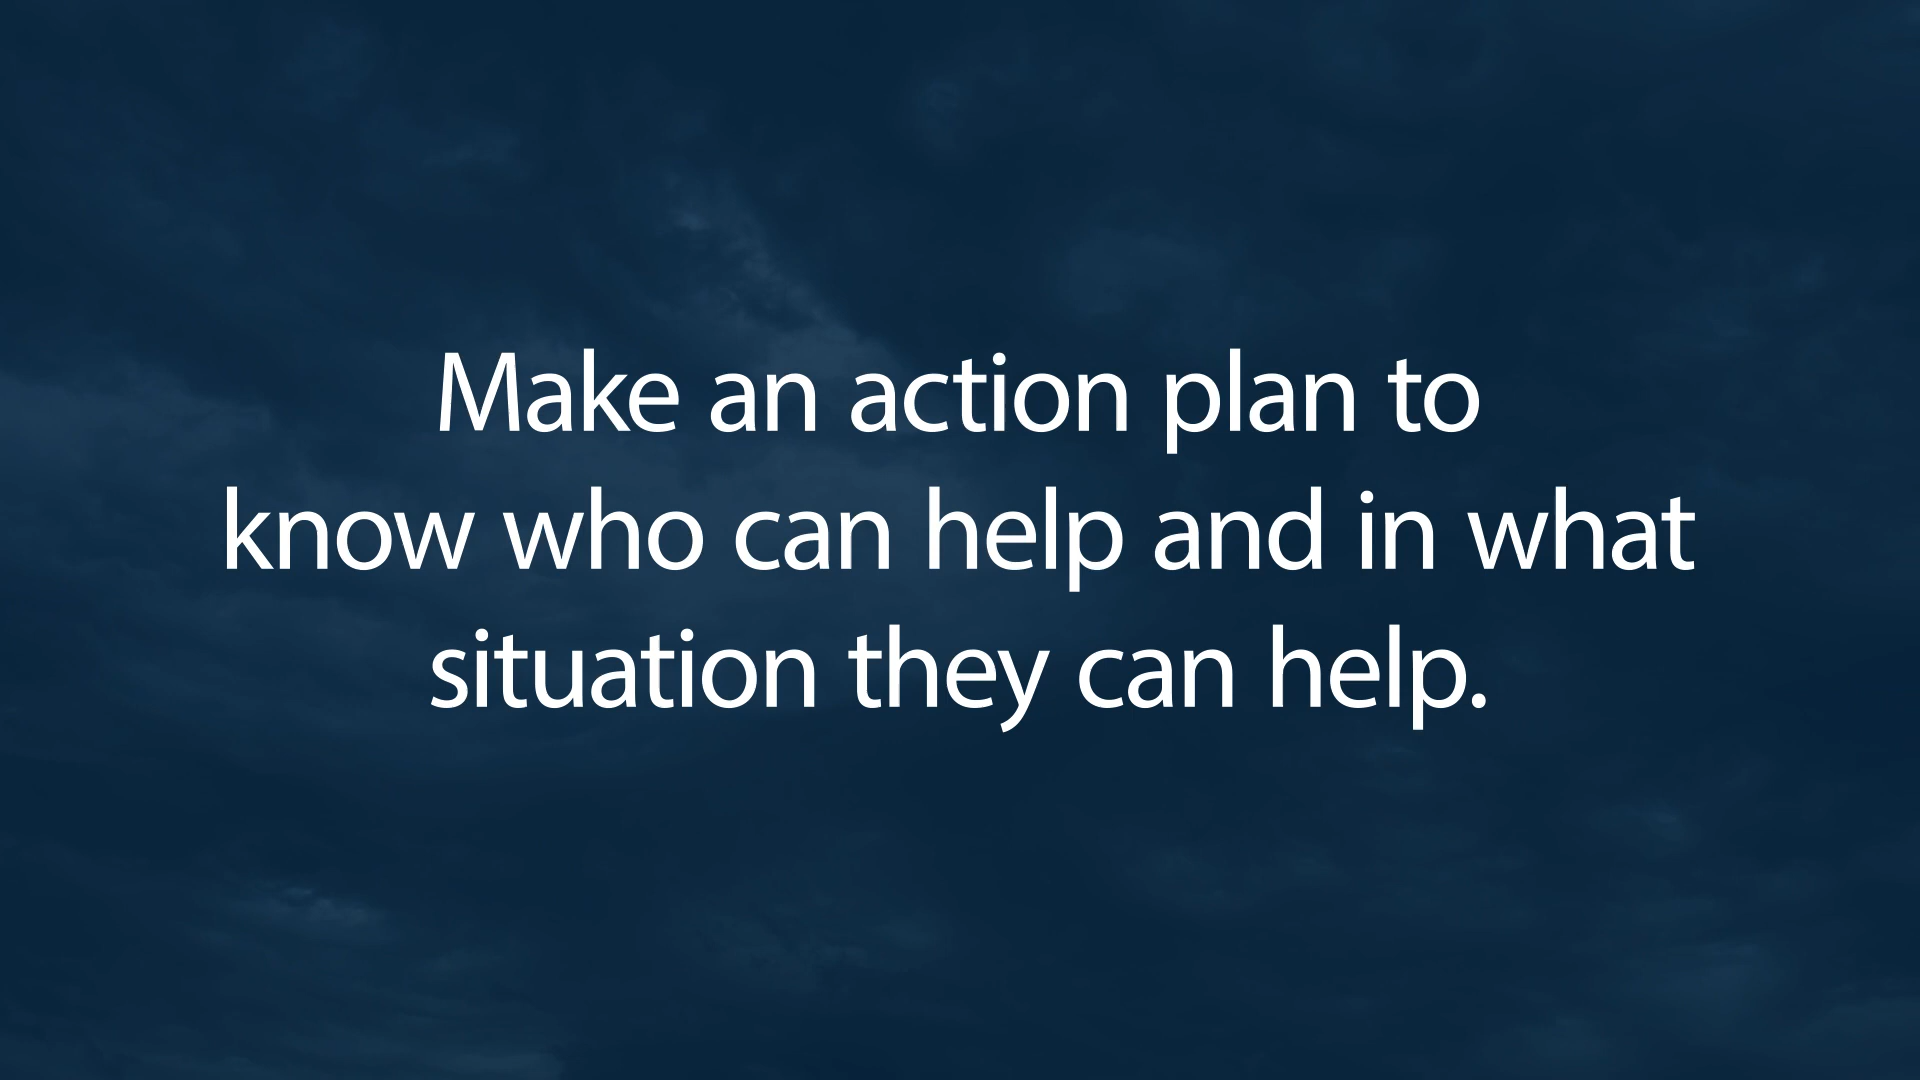 Make an action plan to
know who can help and in what
situation they can help.